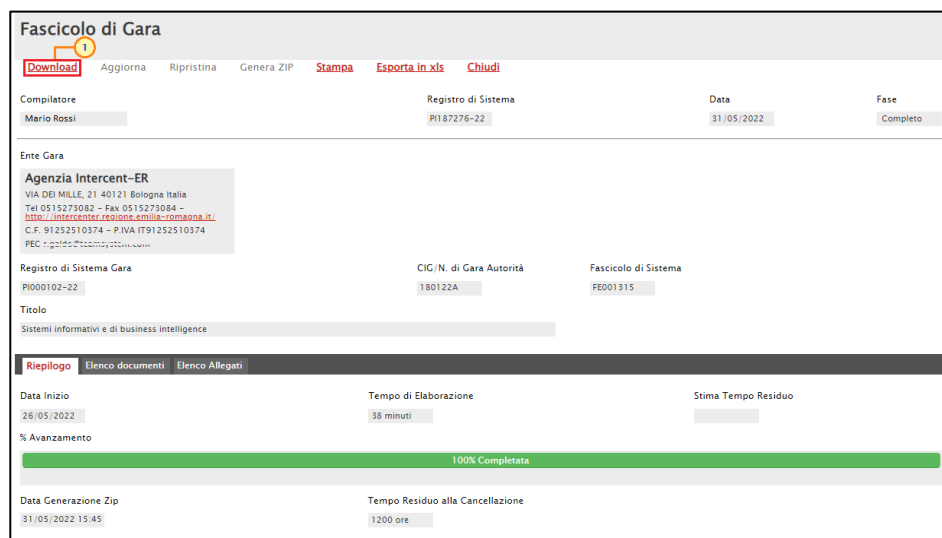 Fascicolo di Gara
1
Download Aggiorna Ripristina Genera ZIP Stampa Esporta in xls Chiudi
Compilatore Registro di Sistema Data Fase
Mario Rossi PI187276-22 31/05/2022 Completo
Ente Gara
Agenzia Intercent-ER
VIA DEI MILLE, 21 40121 Bologna Italia
Tel 0515273082 - Fax 0515273084 -
http://intercenter.regione.emilia-romagna.it/
C.F. 91252510374 - P.IVA IT91252510374
PEC
Registro di Sistema Gara CIG/N. di Gara Autorità Fascicolo di Sistema
PI000102-22 180122A FE001315
Titolo
Sistemi informativi e di business intelligence
Riepilogo Elenco documenti Elenco Allegati
Data Inizio Tempo di Elaborazione Stima Tempo Residuo
26/05/2022 38 minuti
% Avanzamento
100% Completata
Data Generazione Zip Tempo Residuo alla Cancellazione
31/05/2022 15:45 1200 ore